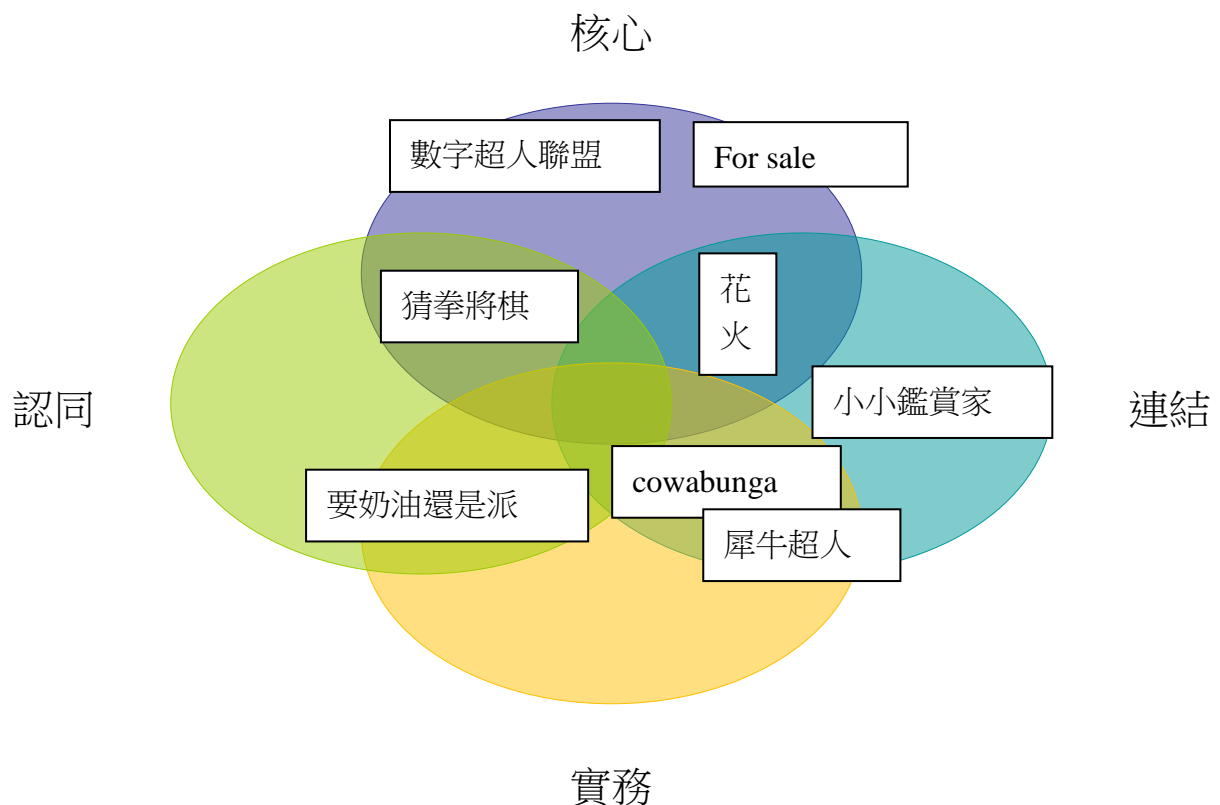 核心
數字超人聯盟
For sale
花
火
猜拳將棋
小小鑑賞家
認同
連結
cowabunga
要奶油還是派
犀牛超人
實務